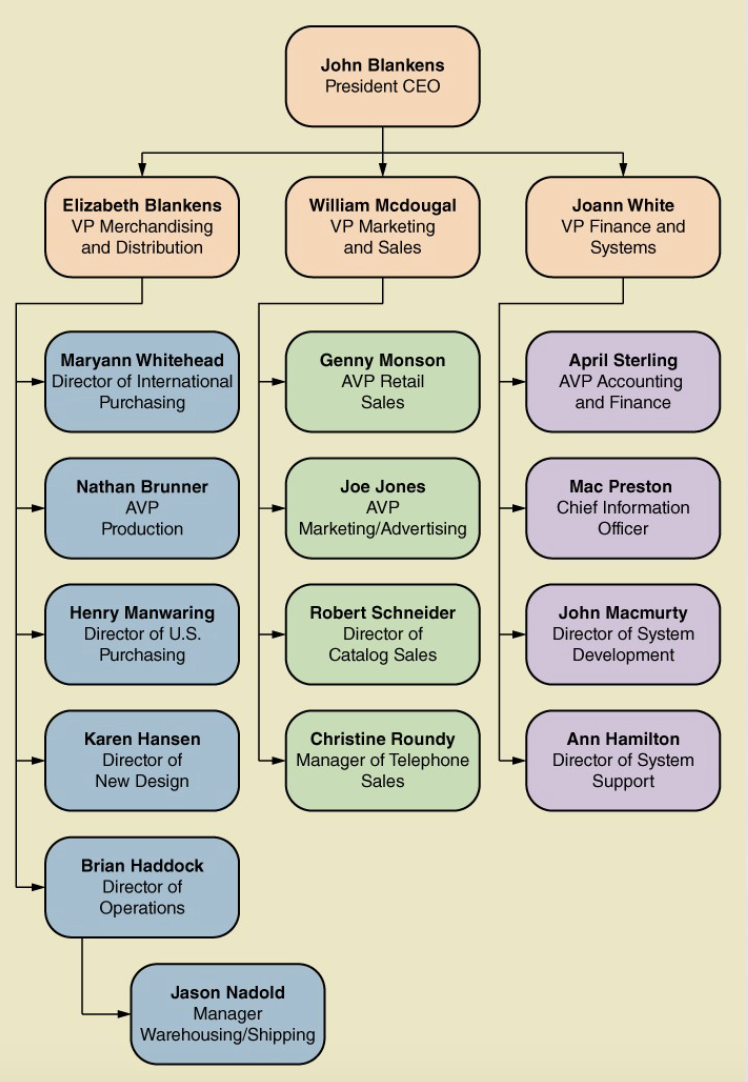 John Blankens
President CEO
Elizabeth Blankens
VP Merchandising
and Distribution
William Mcdougal
VP Marketing
and Sales
Joann White
VP Finance and
Systems
Maryann Whitehead
Director of International
Purchasing
Genny Monson
AVP Retail
Sales
April Sterling
AVP Accounting
and Finance
Nathan Brunner
AVP
Production
Joe Jones
AVP
Marketing/Advertising
Mac Preston
Chief Information
Officer
Henry Manwaring
Director of U.S.
Purchasing
Robert Schneider
Director of
Catalog Sales
John Macmurty
Director of System
Development
Karen Hansen
Director of
New Design
Christine Roundy
Manager of Telephone
Sales
Ann Hamilton
Director of System
Support
Brian Haddock
Director of
Operations
Jason Nadold
Manager
Warehousing/Shipping